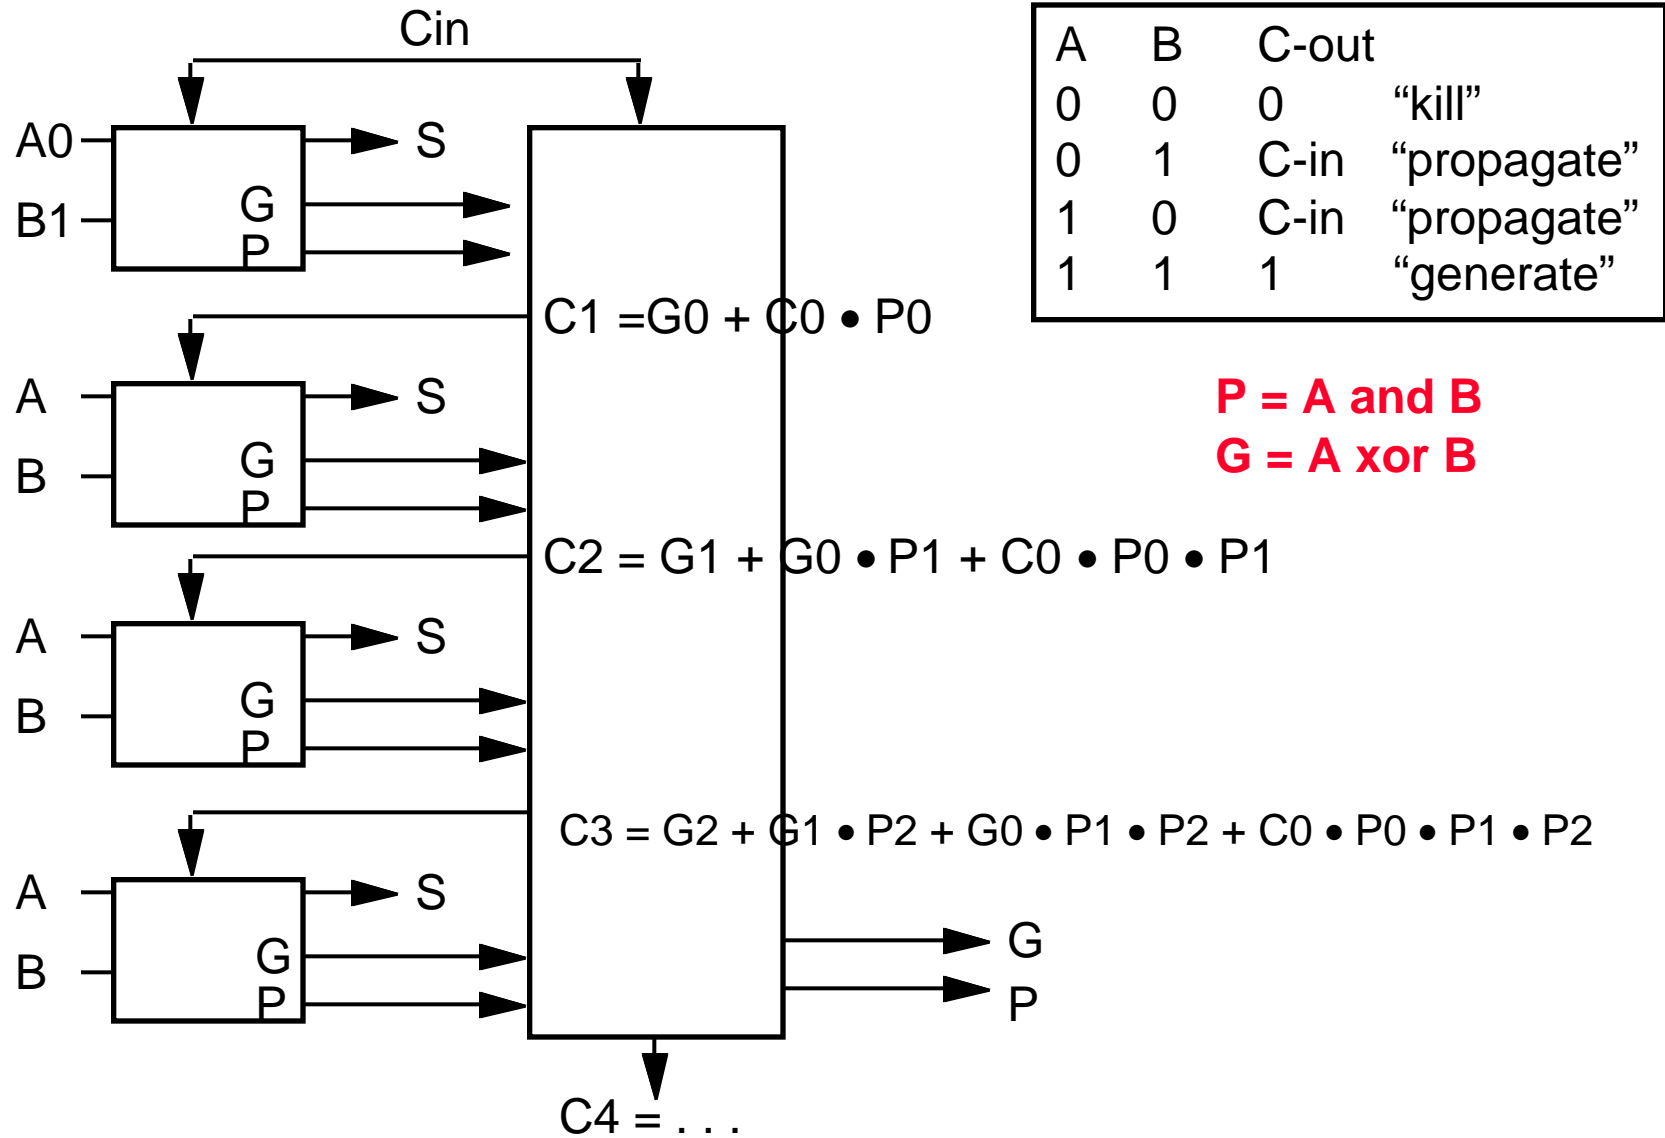 Cin
A B C-out
0 0 0 “kill”
0 1 C-in “propagate”
1 0 C-in “propagate”
1 1 1 “generate”
A0 S
B1 G
P
C1 =G0 + C0 • P0
P = A and B
G = A xor B
A S
B G
P
C2 = G1 + G0 • P1 + C0 • P0 • P1
A S
B G
P
C3 = G2 + G1 • P2 + G0 • P1 • P2 + C0 • P0 • P1 • P2
A S
B G
P
G
P
C4 = . . .